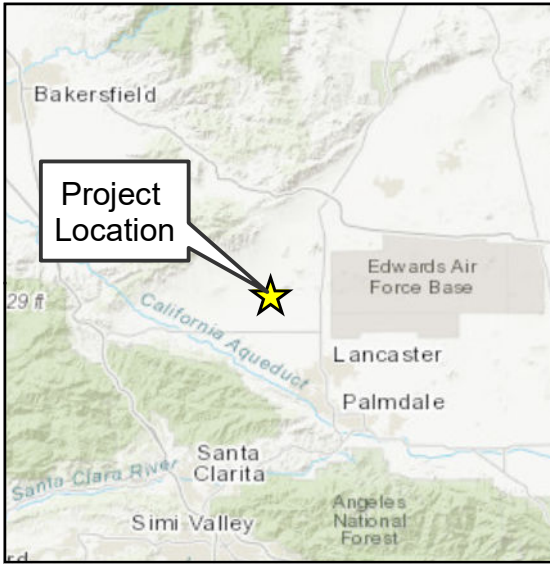 Bakersfield
Project
Location
Edwards Air
Force Base
29 ft
California Aqueduct
Lancaster
Palmdale
Santa
Clarita
Santa Clara River
Simi Valley
Angeles
National
Forest
rd